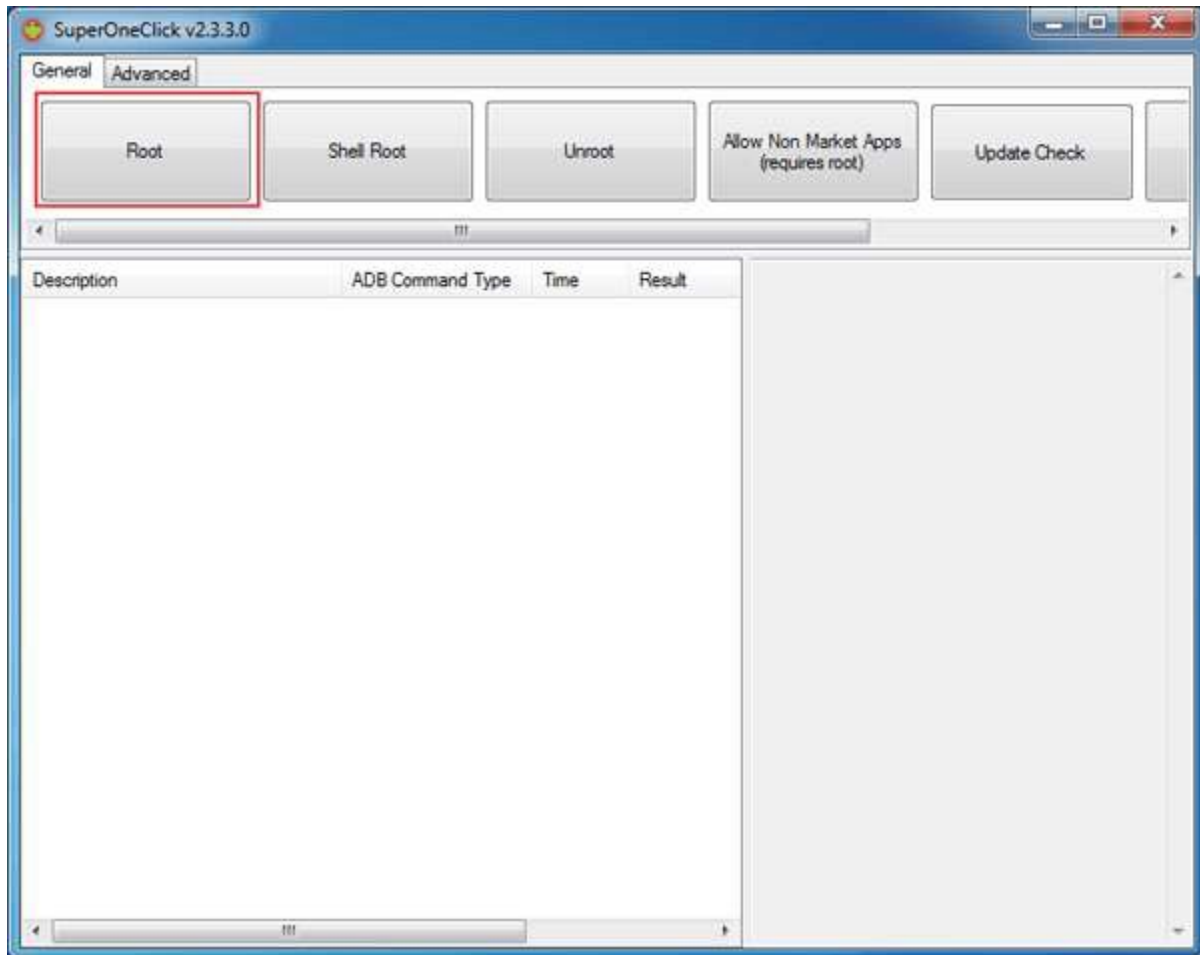 SuperOneClick v2.3.3.0
General Advanced
Root Shell Root Unroot Allow Non Market Apps
(requires root) Update Check
Description ADB Command Type Time Result